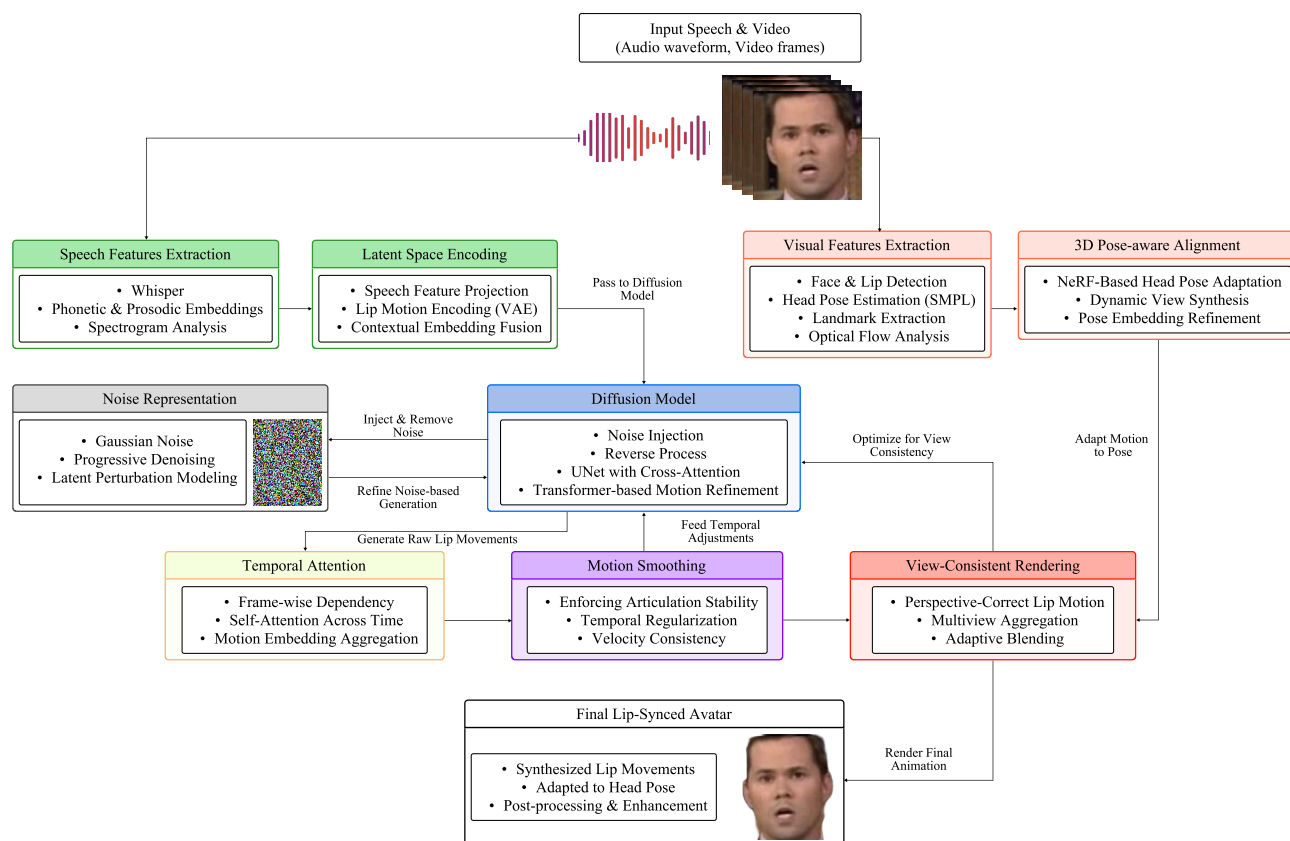 Input Speech & Video
(Audio waveform, Video frames)
Speech Features Extraction
• Whisper
• Phonetic & Prosodic Embeddings
• Spectrogram Analysis
Latent Space Encoding
• Speech Feature Projection
• Lip Motion Encoding (VAE)
• Contextual Embedding Fusion
Pass to Diffusion
Model
Visual Features Extraction
• Face & Lip Detection
• Head Pose Estimation (SMPL)
• Landmark Extraction
• Optical Flow Analysis
3D Pose-aware Alignment
• NeRF-Based Head Pose Adaptation
• Dynamic View Synthesis
• Pose Embedding Refinement
Noise Representation
• Gaussian Noise
• Progressive Denoising
• Latent Perturbation Modeling
Inject & Remove
Noise
Refine Noise-based
Generation
Diffusion Model
• Noise Injection
• Reverse Process
• UNet with Cross-Attention
• Transformer-based Motion Refinement
Optimize for View
Consistency
Adapt Motion
to Pose
Generate Raw Lip Movements
Feed Temporal
Adjustments
Temporal Attention
• Frame-wise Dependency
• Self-Attention Across Time
• Motion Embedding Aggregation
Motion Smoothing
• Enforcing Articulation Stability
• Temporal Regularization
• Velocity Consistency
View-Consistent Rendering
• Perspective-Correct Lip Motion
• Multiview Aggregation
• Adaptive Blending
Final Lip-Synced Avatar
• Synthesized Lip Movements
• Adapted to Head Pose
• Post-processing & Enhancement
Render Final
Animation